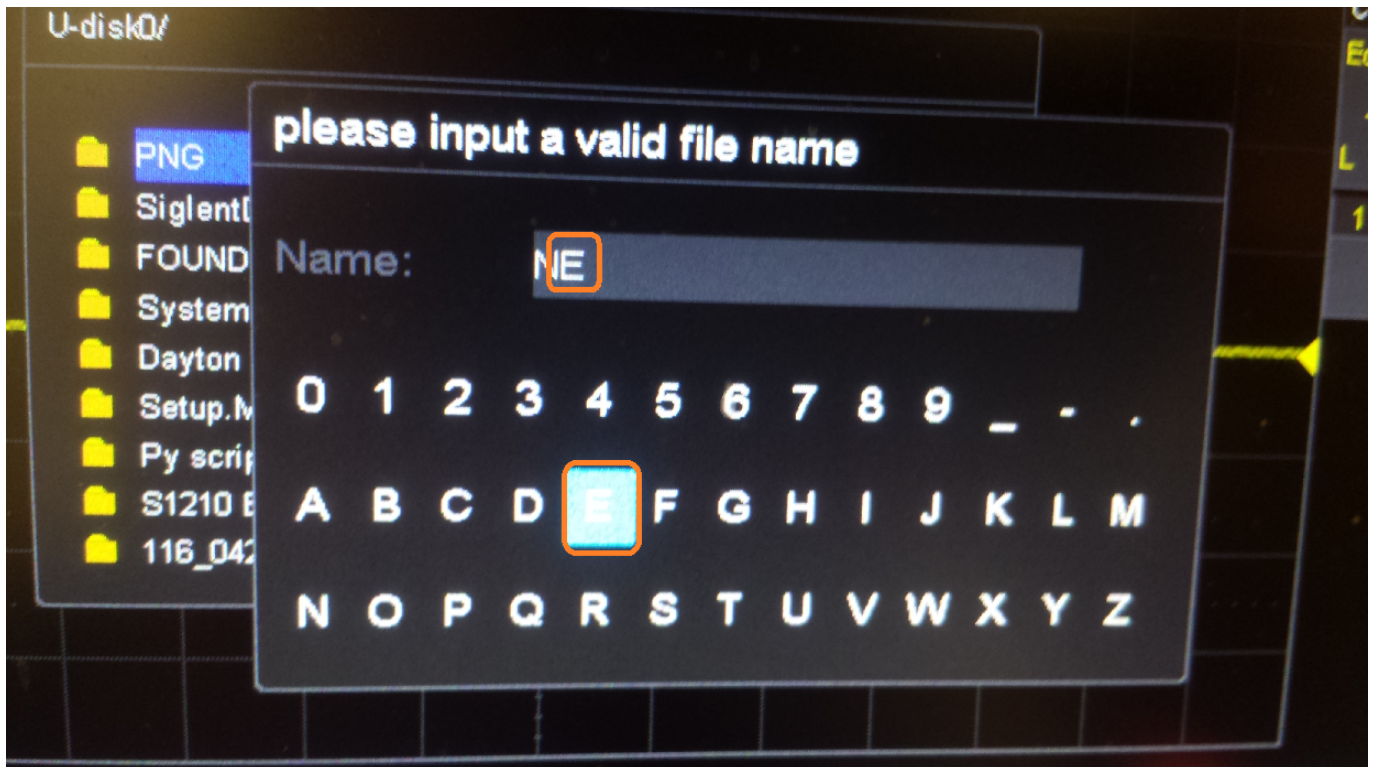 U-disk0/
PNG
Siglent
FOUND
System
Dayton
Setup.
Py scrip
S1210
116_042
please input a valid file name
Name: NE
0 1 2 3 4 5 6 7 8 9 _ - .
A B C D E F G H I J K L M
N O P Q R S T U V W X Y Z
L
1